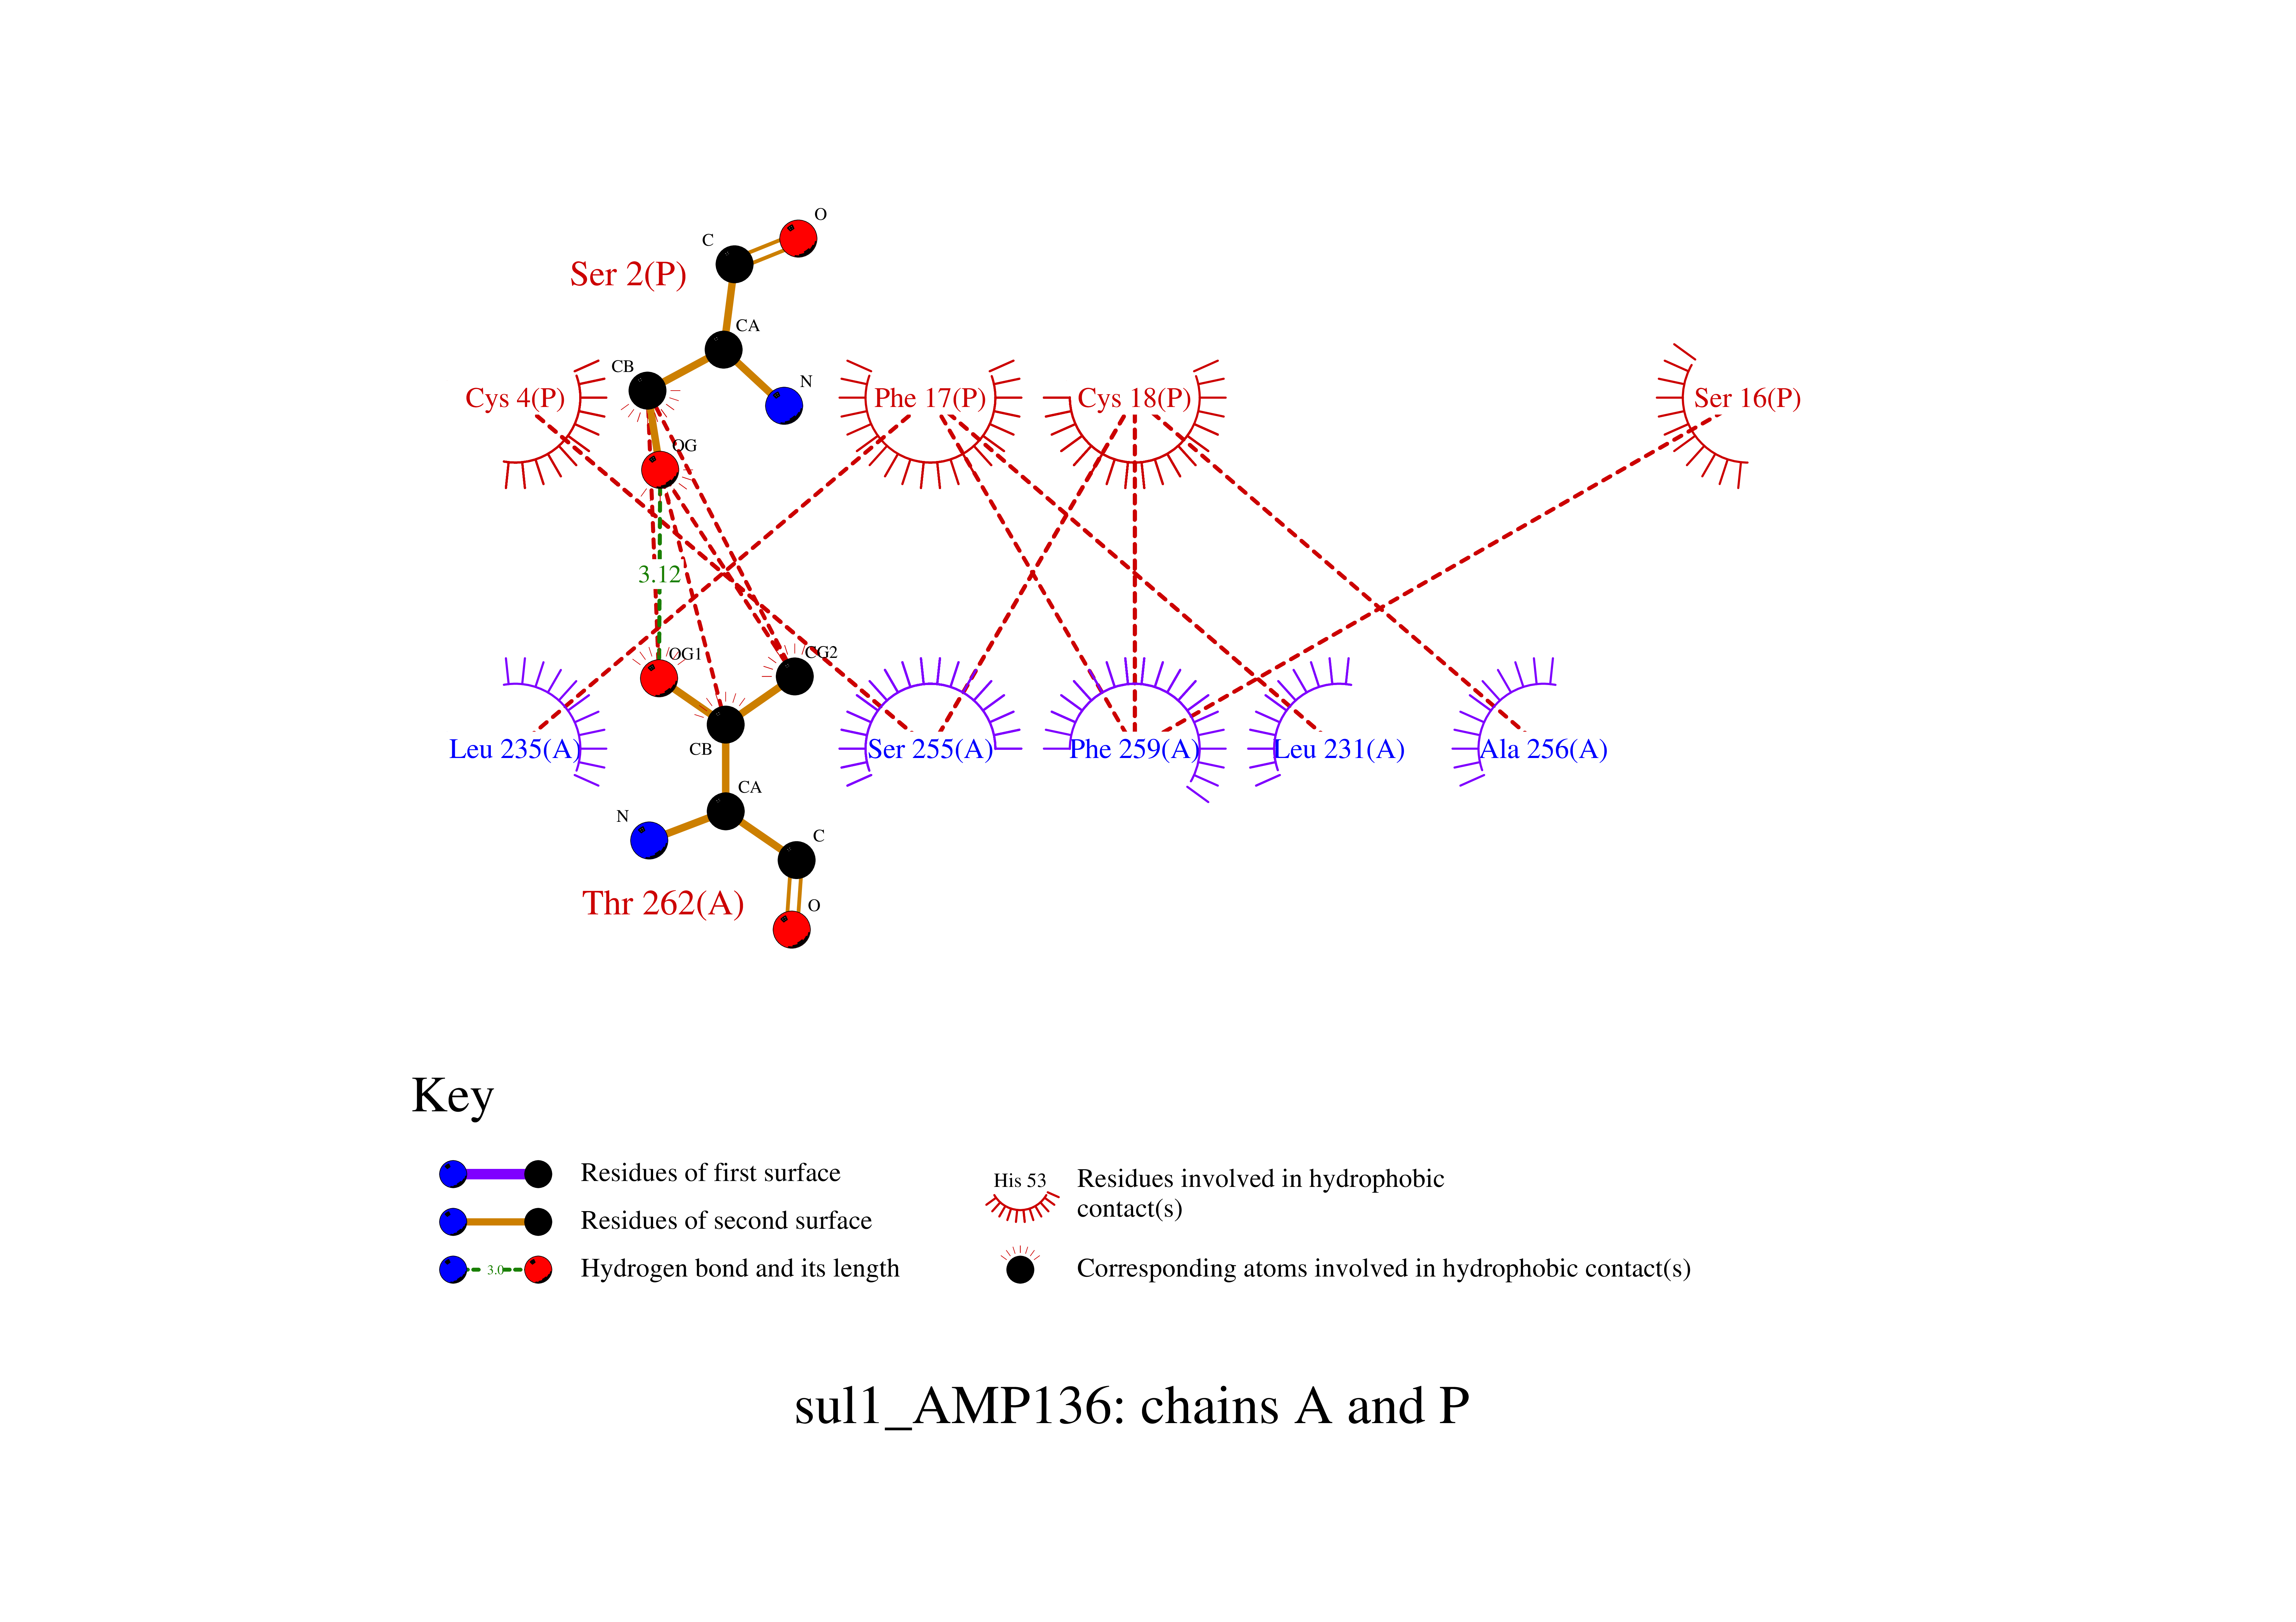 O
C
Ser 2(P)
CA
CB
N
Cys 4(P)
Phe 17(P)
Cys 18(P)
Ser 16(P)
OG
3.12
OG1
CG2
Leu 235(A)
CB
Ser 255(A)
Phe 259(A)
Leu 231(A)
Ala 256(A)
CA
N
C
Thr 262(A)
O
Key
Residues of first surface
Residues of second surface
3.0
Hydrogen bond and its length
His 53
Residues involved in hydrophobic
contact(s)
Corresponding atoms involved in hydrophobic contact(s)
sul1_AMP136: chains A and P